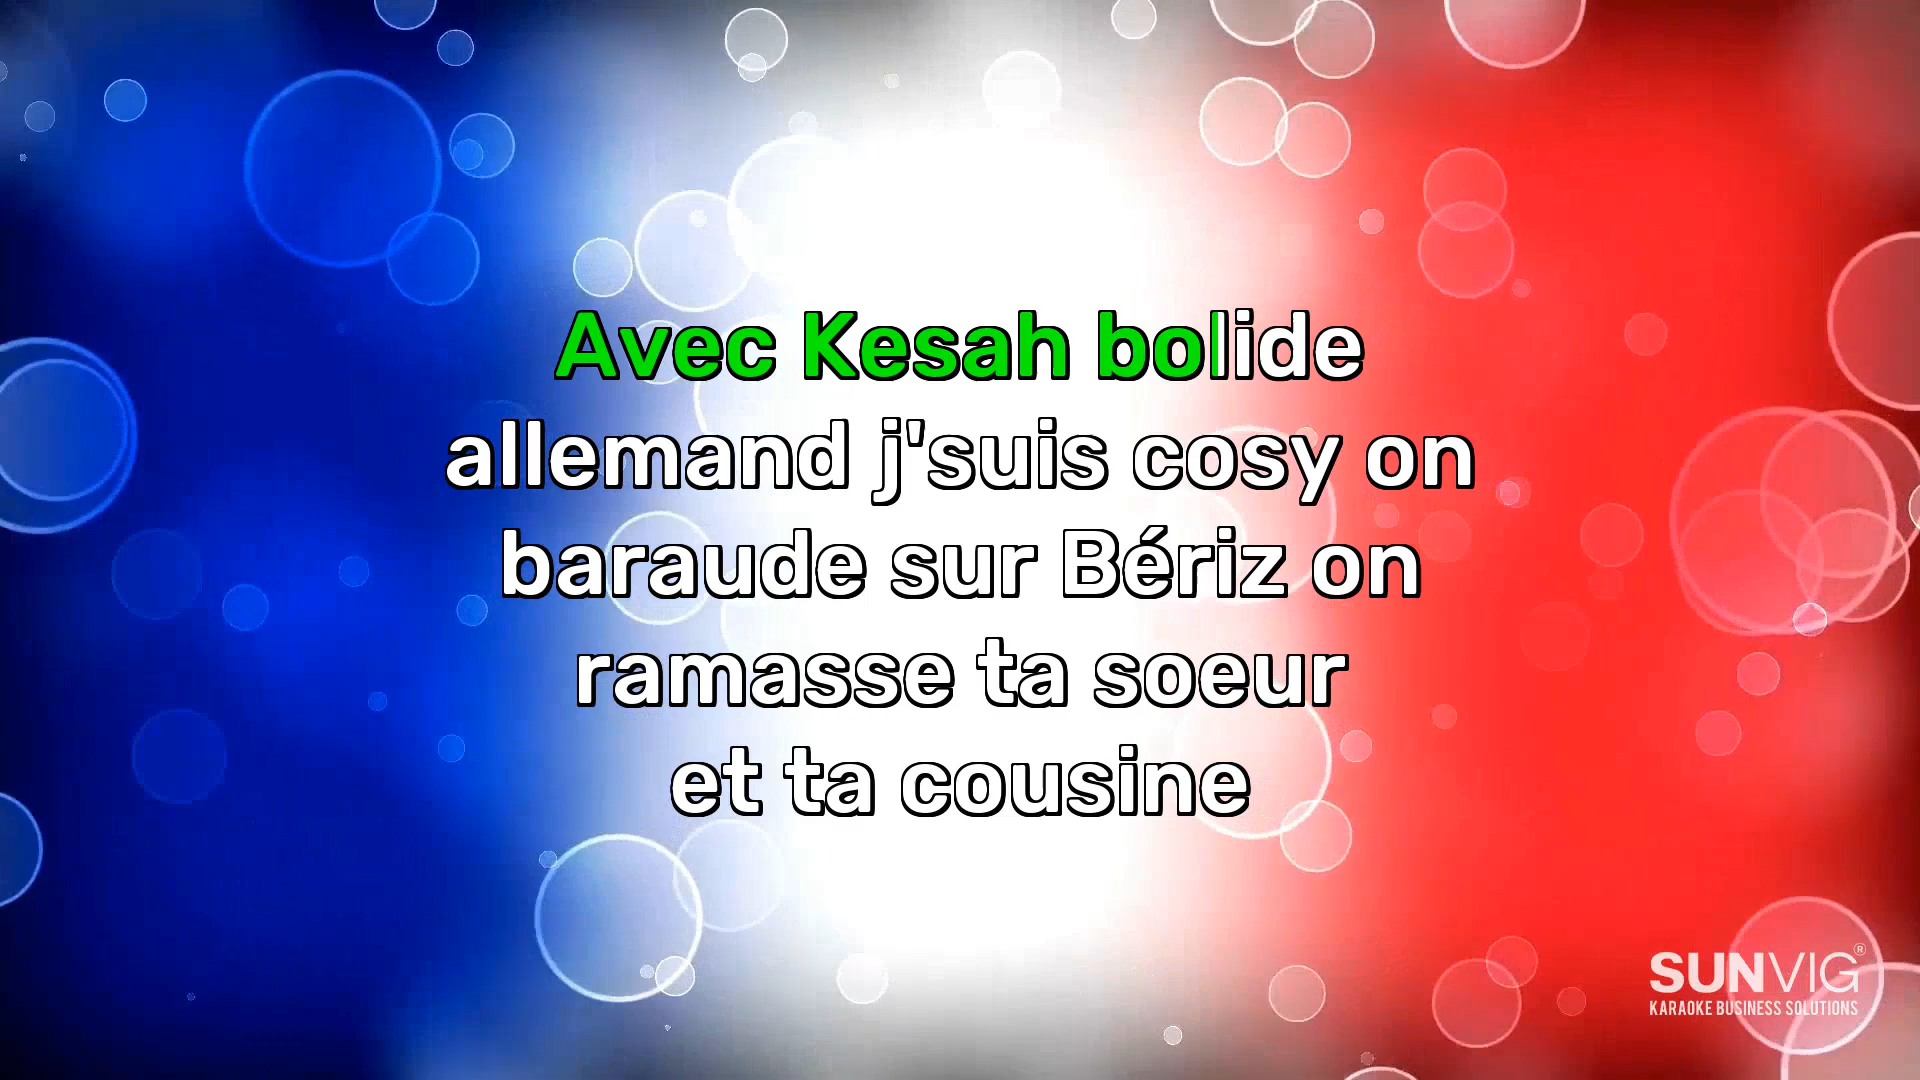 Avec Kesah bolide
allemand j'suis cosy on
baraude sur Bériz on
ramasse ta soeur
et ta cousine
SUNVIG®
KARAOKE BUSINESS SOLUTIONS